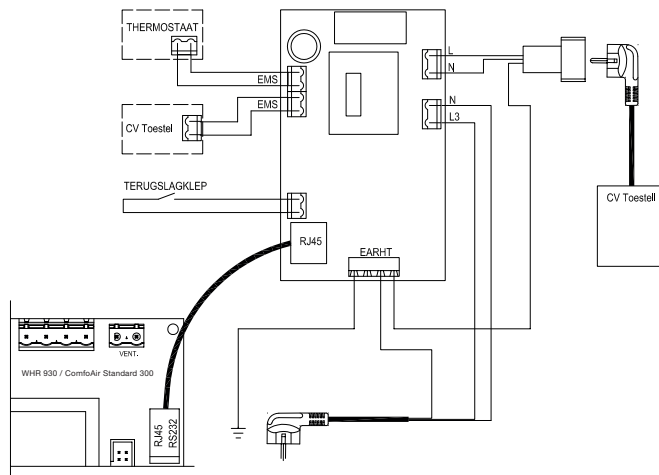 THERMOSTAAT
EMS
EMS
CV Toestel
TERUGSLAGKLEP
RJ45
EARHT
L
N
N
L3
CV Toestell
VENT.
WHR 930 / ComfoAir Standard 300
RJ45
RS232